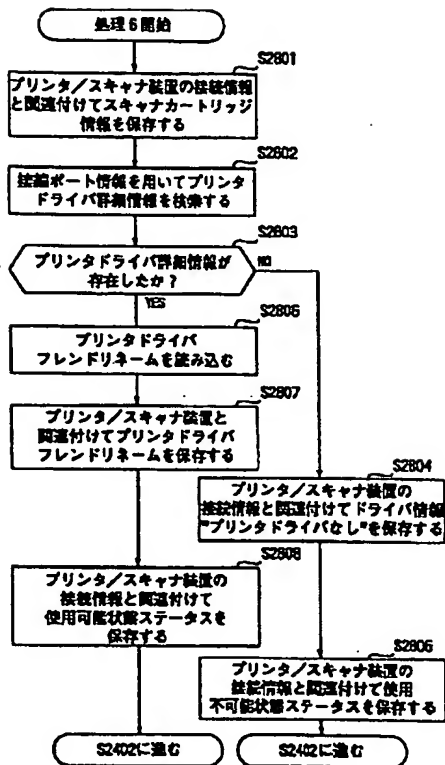 処理6開始
S2801
プリンタ/スキャナ装置の接続情報
と関連付けてスキャナカートリッジ
情報を保存する
S2802
接続ポート情報を用いてプリンタ
ドライバ詳細情報を検索する
S2803
プリンタドライバ詳細情報が
存在したか?
NO
YES
S2806
プリンタドライバ
フレンドリネームを読み込む
S2807
プリンタ/スキャナ装置と
関連付けてプリンタドライバ
フレンドリネームを保存する
S2804
プリンタ/スキャナ装置の
接続情報と関連付けてドライバ情報
"プリンタドライバなし"を保存する
S2808
プリンタ/スキャナ装置の
接続情報と関連付けて
使用可能状態ステータスを
保存する
S2806
プリンタ/スキャナ装置の
接続情報と関連付けて使用
不可能状態ステータスを保存する
S2402に進む
S2402に進む